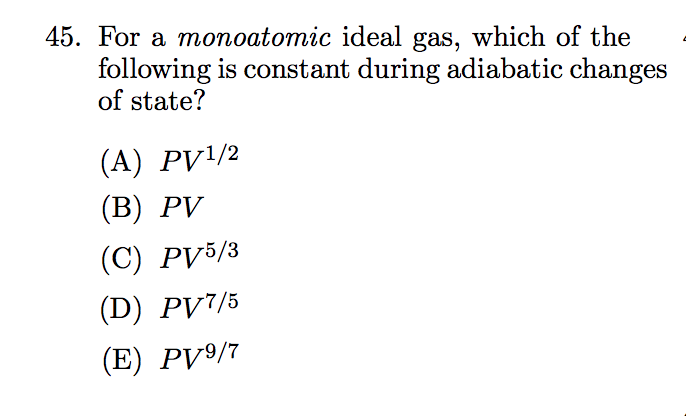 45. For a monoatomic ideal gas, which of the
following is constant during adiabatic changes
of state?
(A) PV^{1/2}
(B) PV
(C) PV^{5/3}
(D) PV^{7/5}
(E) PV^{9/7}